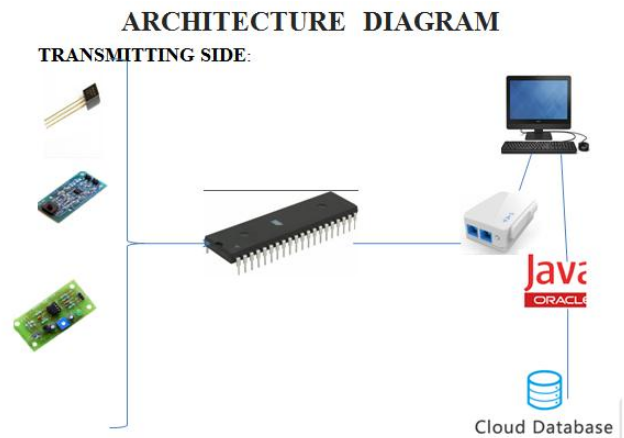 ARCHITECTURE DIAGRAM
TRANSMITTING SIDE:
Java
ORACLE
Cloud Database